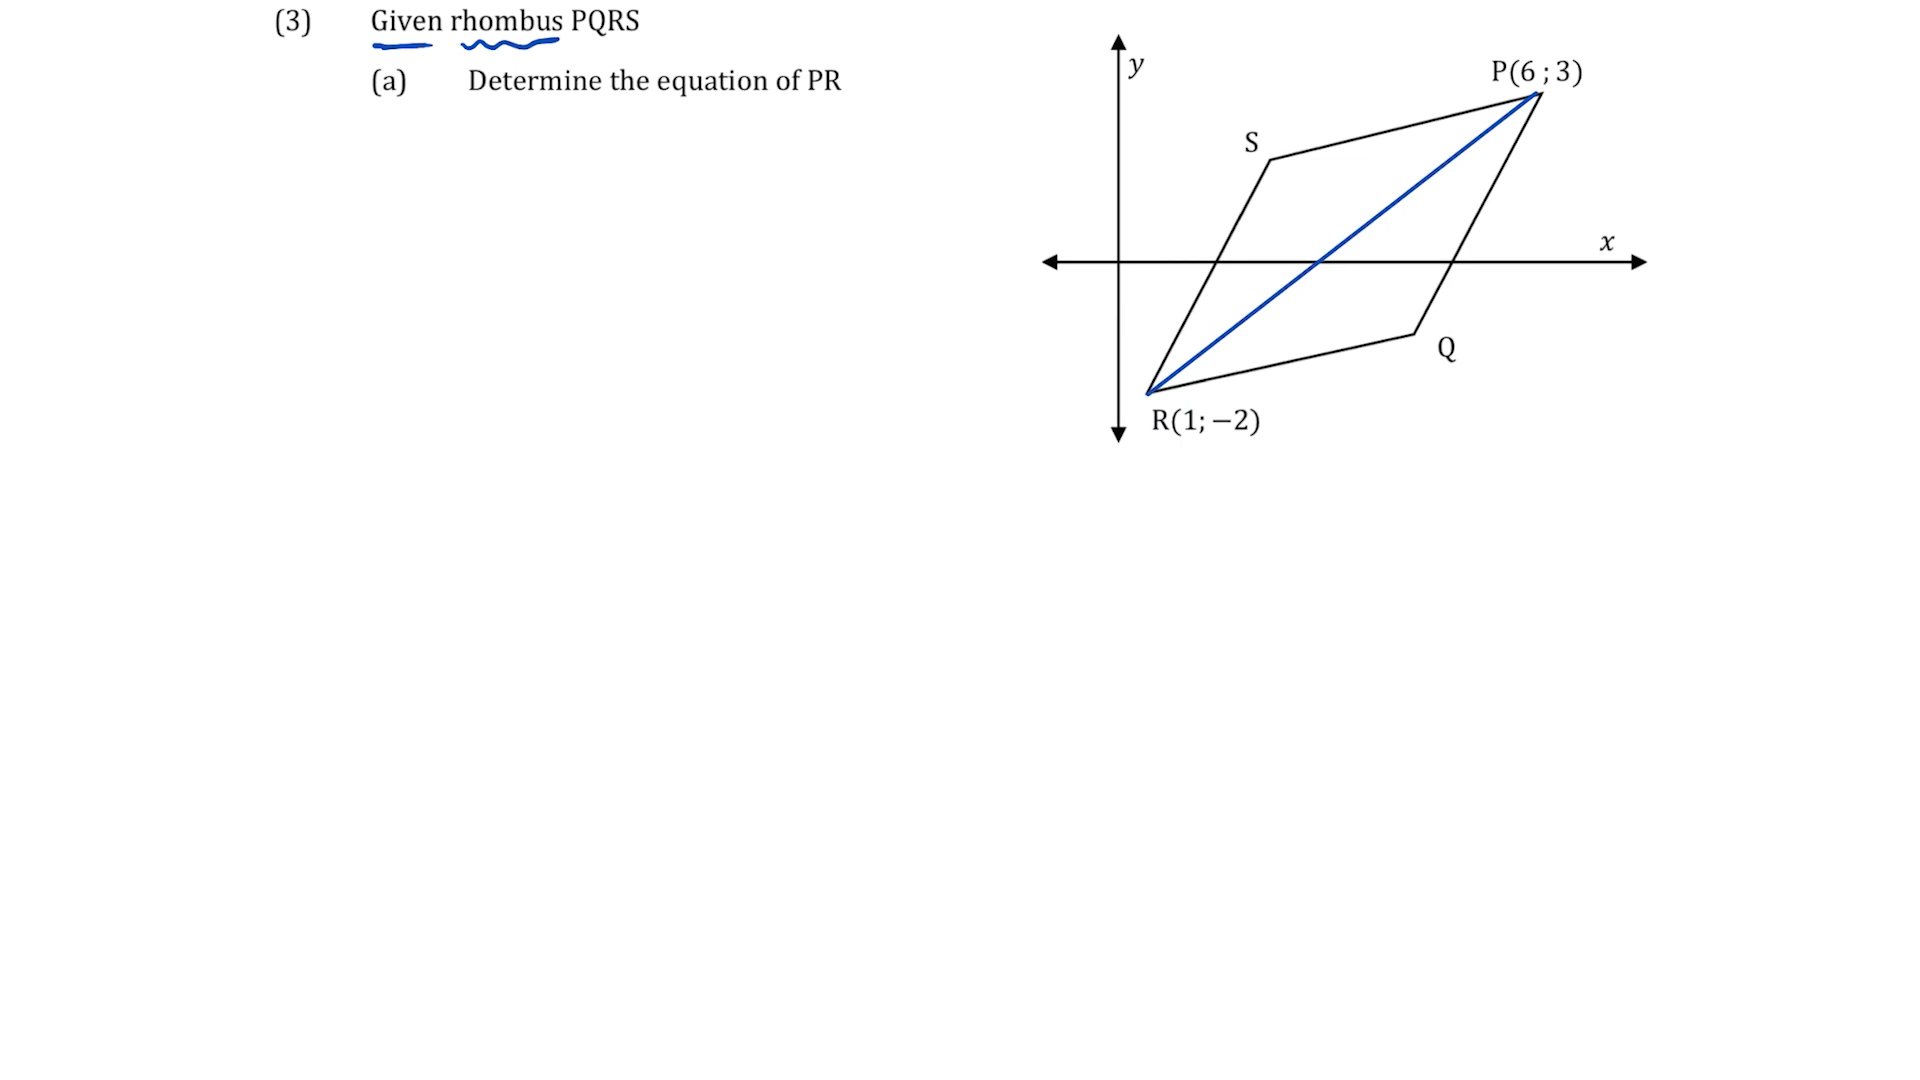 (3) Given rhombus PQRS
(a) Determine the equation of PR
y
P(6 ; 3)
S
x
Q
R(1; −2)